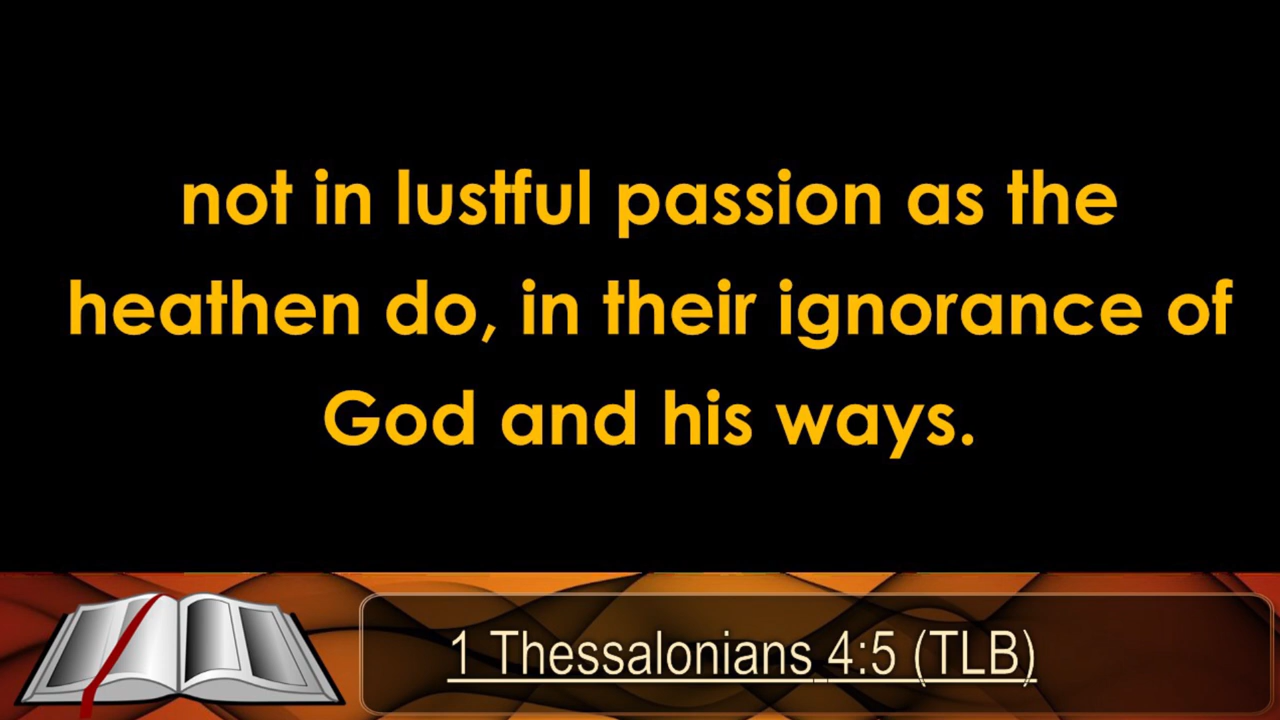 not in lustful passion as the
heathen do, in their ignorance of
God and his ways.
1 Thessalonians 4:5 (TLB)